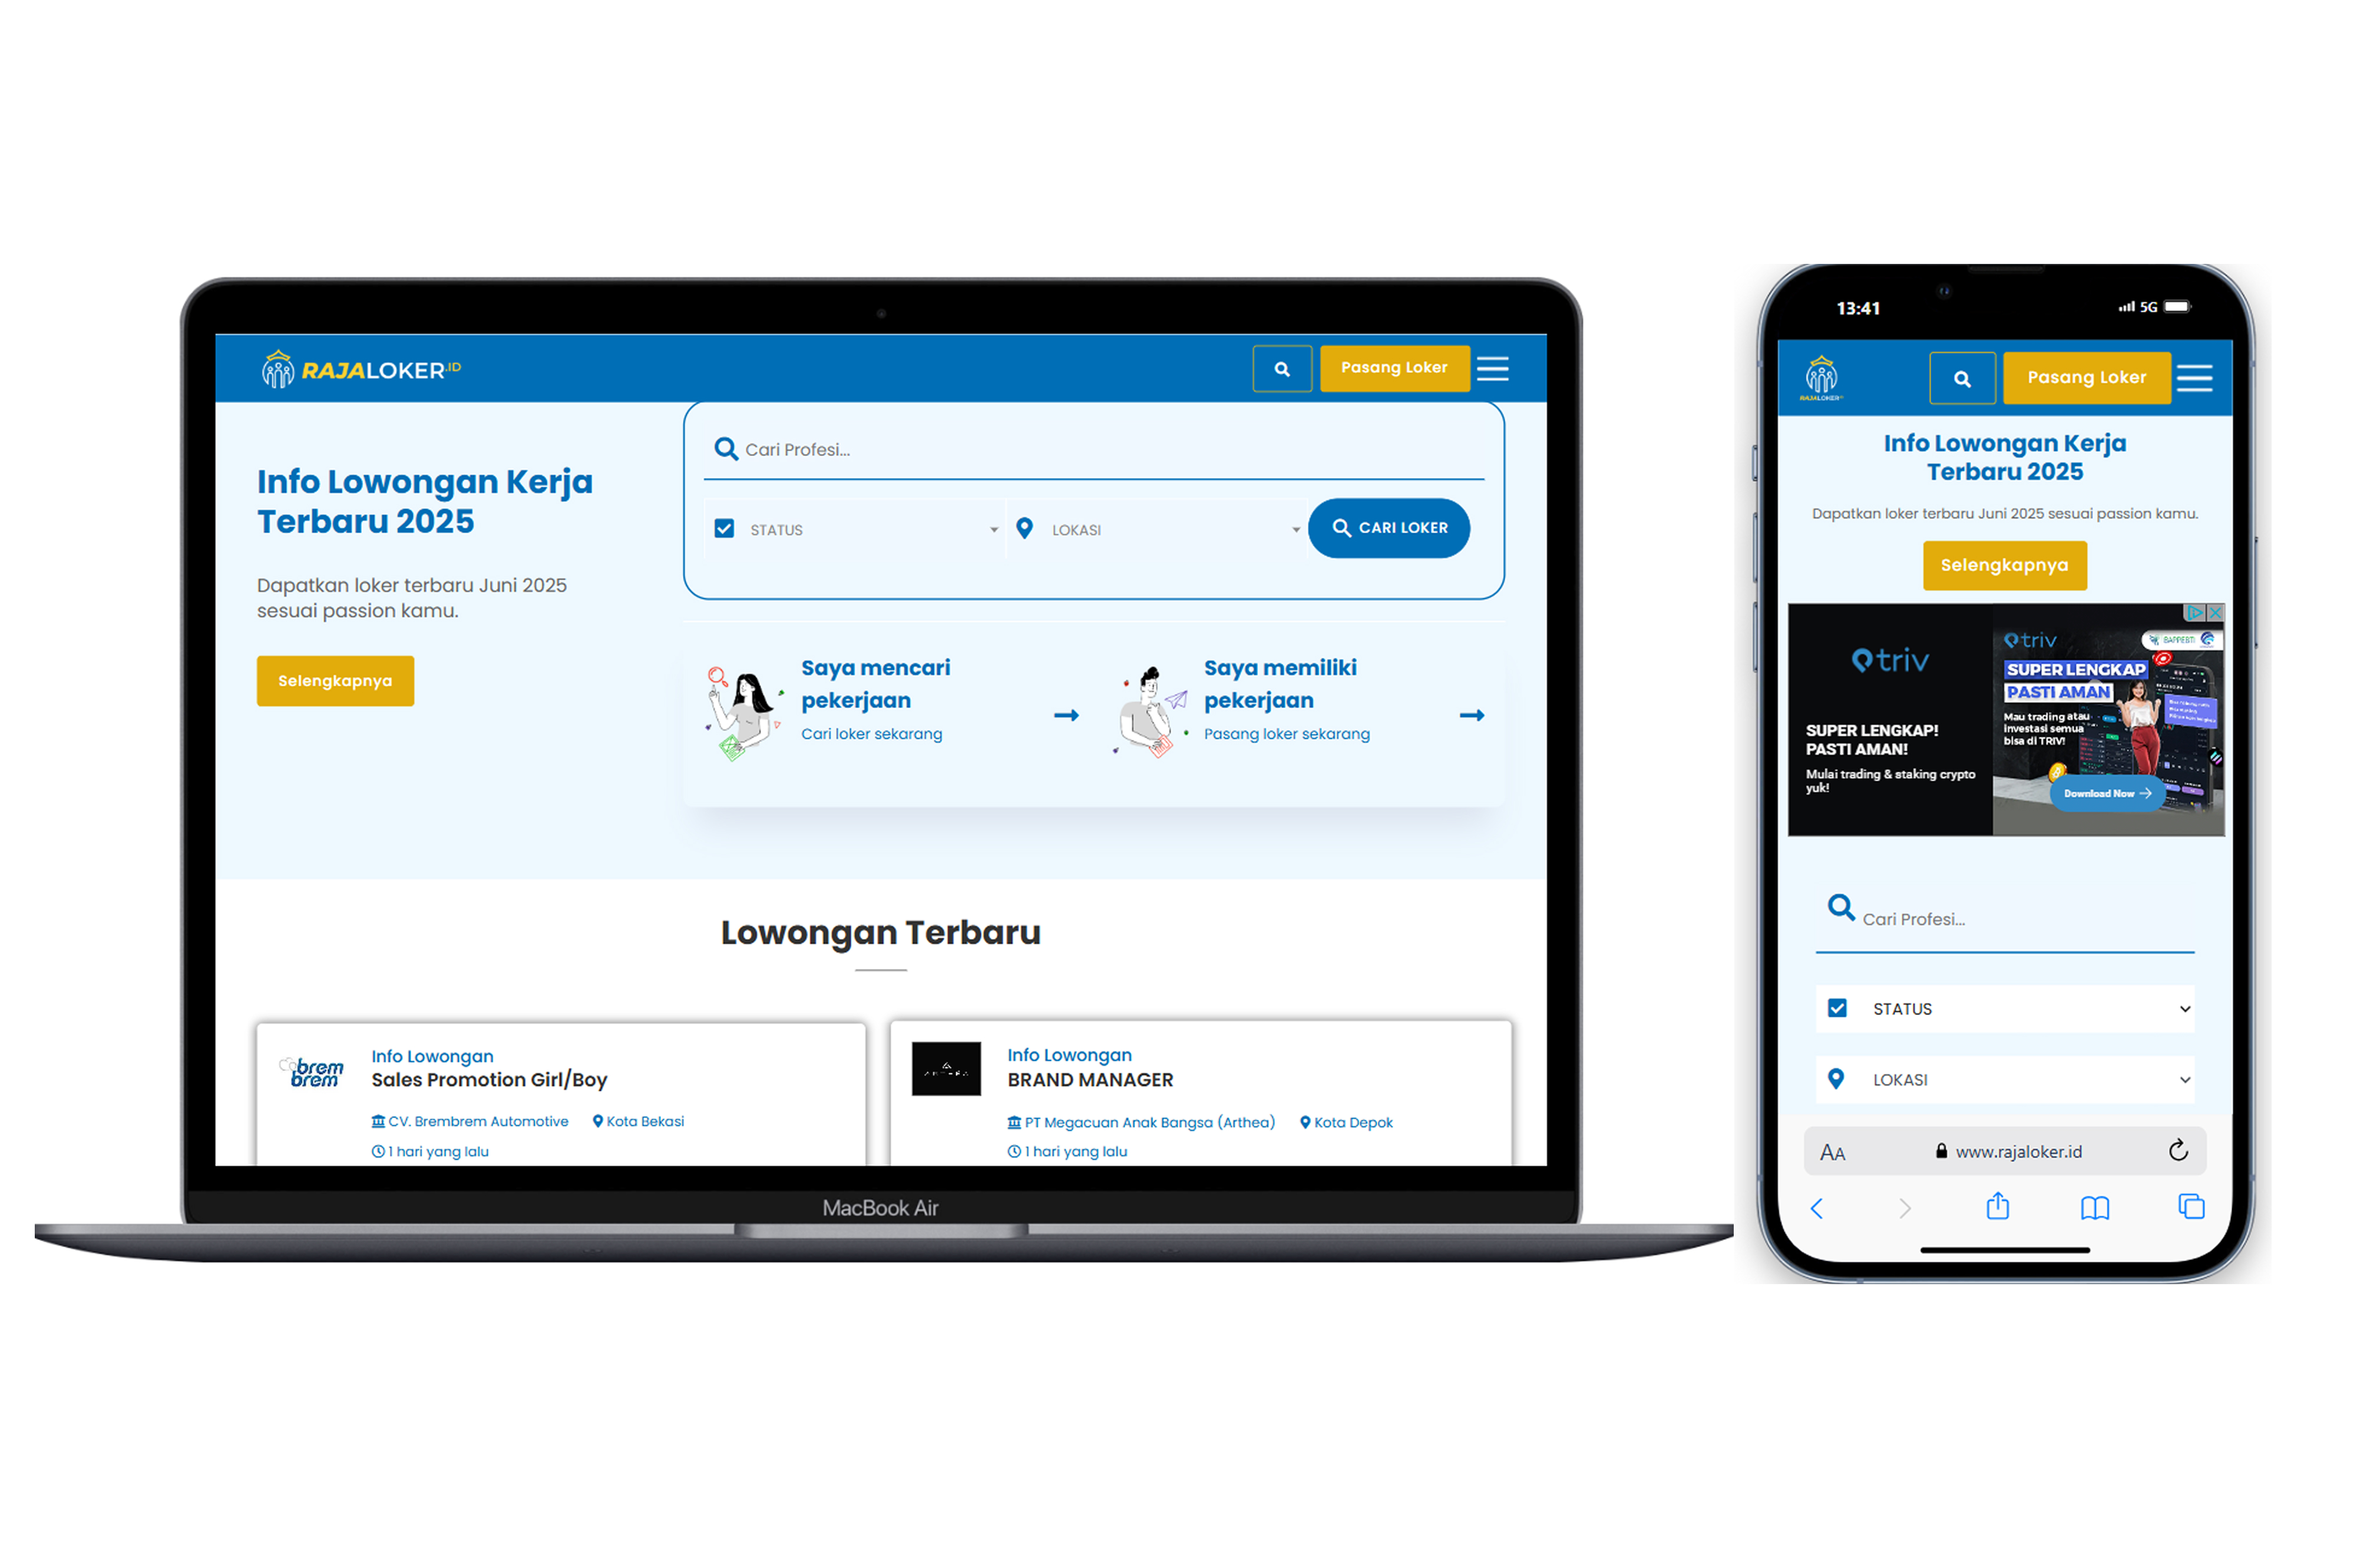 RAJALOKER.ID
Pasang Loker
Info Lowongan Kerja
Terbaru 2025
Dapatkan loker terbaru Juni 2025
sesuai passion kamu.
Selengkapnya
Cari Profesi...
STATUS
LOKASI
CARI LOKER
Saya mencari
pekerjaan
Cari loker sekarang
Saya memiliki
pekerjaan
Pasang loker sekarang
Lowongan Terbaru
brem
brem
Info Lowongan
Sales Promotion Girl/Boy
CV. Brembrem Automotive
Kota Bekasi
1 hari yang lalu
ARTHEA
Info Lowongan
BRAND MANAGER
PT Megacuan Anak Bangsa (Arthea)
Kota Depok
1 hari yang lalu
MacBook Air
13:41
5G
RAJALOKER
Pasang Loker
Info Lowongan Kerja
Terbaru 2025
Dapatkan loker terbaru Juni 2025 sesuai passion kamu.
Selengkapnya
triv
SUPER LENGKAP!
PASTI AMAN!
Mulai trading & staking crypto
yuk!
triv
BAPPEBTI
SUPER LENGKAP
PASTI AMAN
Mau trading atau
Investasi semua
bisa di TRIV!
Download Now
Cari Profesi...
STATUS
LOKASI
AA
www.rajaloker.id